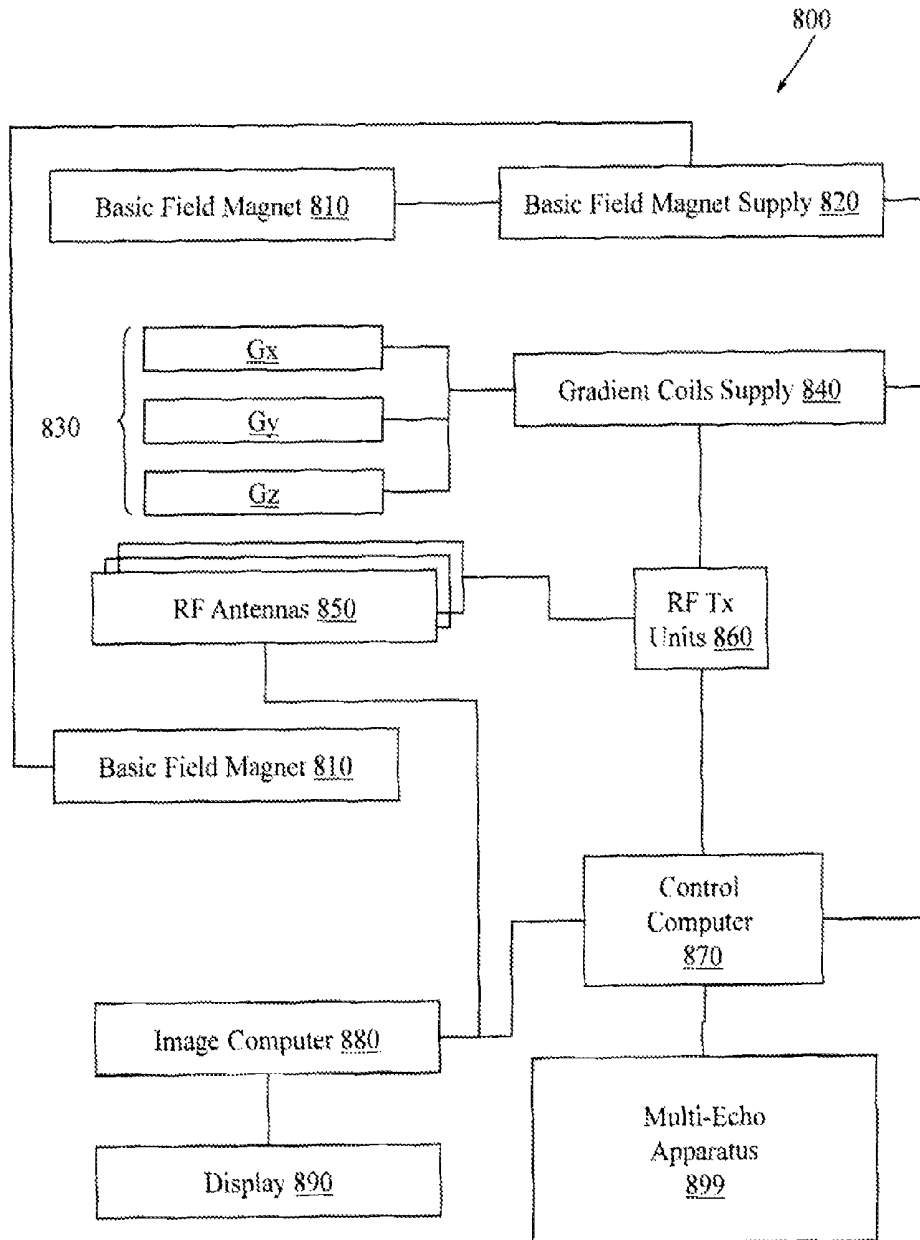 800
Basic Field Magnet 810
Basic Field Magnet Supply 820
830
Gx
Gy
Gz
Gradient Coils Supply 840
RF Antennas 850
RF Tx
Units 860
Basic Field Magnet 810
Control
Computer
870
Image Computer 880
Display 890
Multi-Echo
Apparatus
899